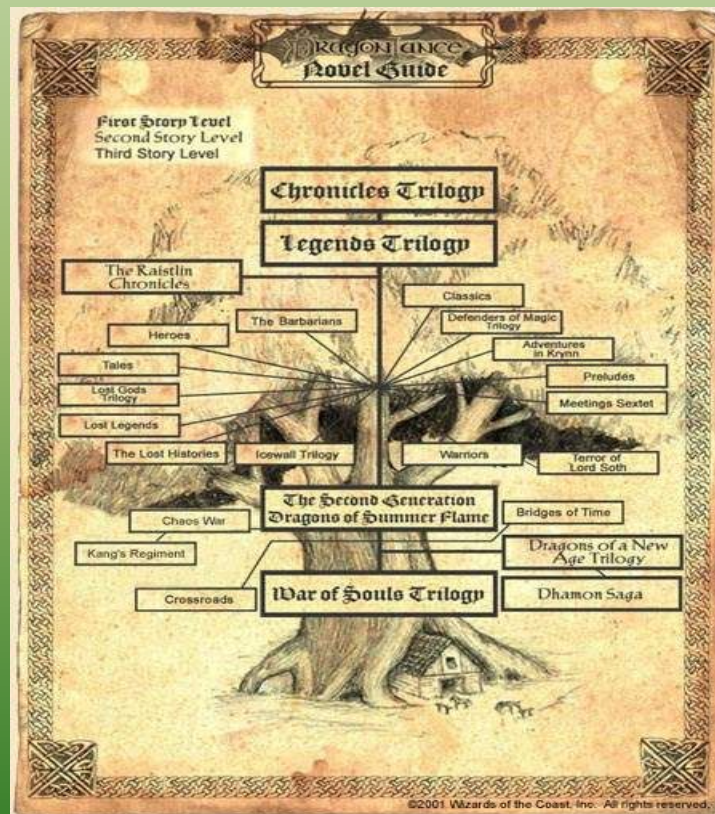 DRAGONLANCE
Novel Guide
First Story Level
Second Story Level
Third Story Level
Chronicles Trilogy
Legends Trilogy
The Raistlin
Chronicles
Classics
The Barbarians
Defenders of Magic
Trilogy
Heroes
Adventures
in Krynn
Tales
Preludes
Lost Gods
Trilogy
Meetings Sextet
Lost Legends
The Lost Histories
Icewall Trilogy
Warriors
Terror of
Lord Soth
The Second Generation
Dragons of Summer Flame
Bridges of Time
Chaos War
Kang's Regiment
Dragons of a New
Age Trilogy
Crossroads
War of Souls Trilogy
Dhamon Saga
©2001 Wizards of the Coast, Inc. All rights reserved.